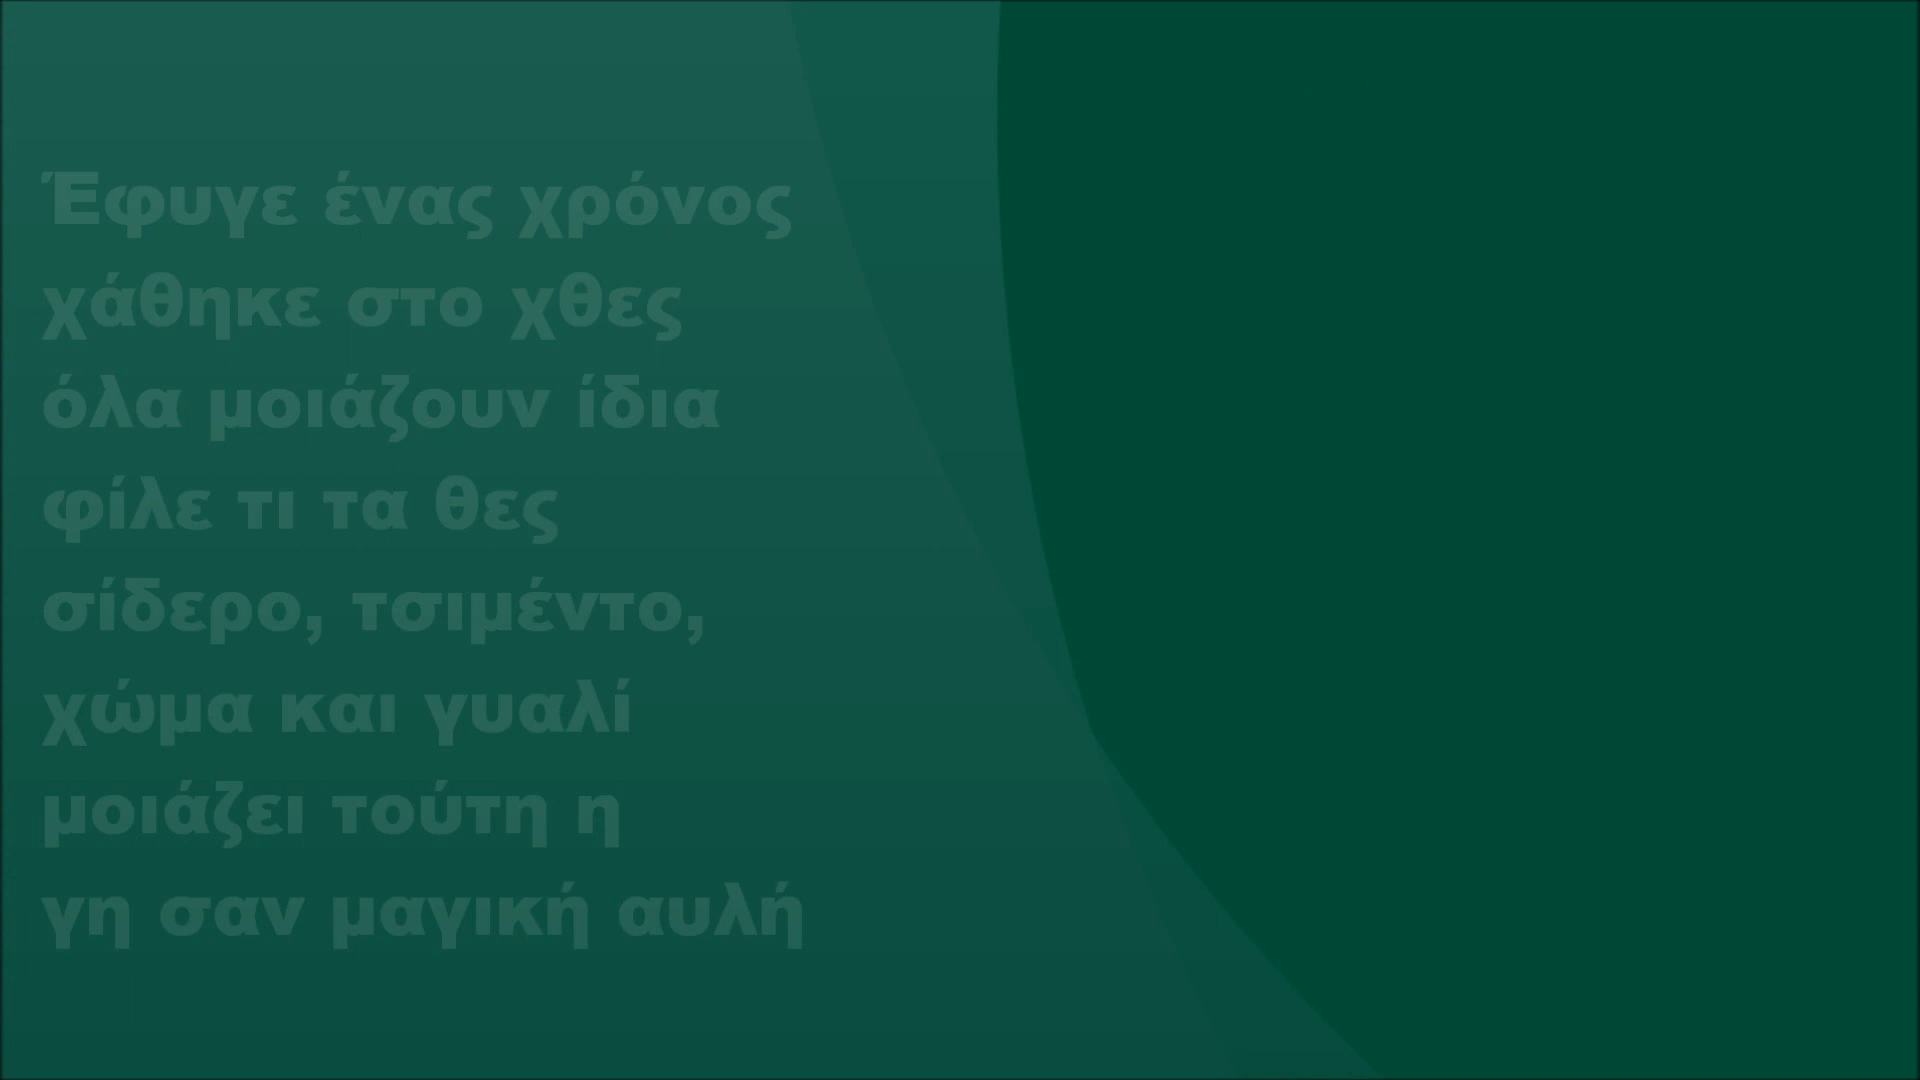 Έφυγε ένας χρόνος
χάθηκε στο χθες
όλα μοιάζουν ίδια
φίλε τι τα θες
σίδερο, τσιμέντο,
χώμα και γυαλί
μοιάζει τούτη η
γη σαν μαγική αυλή